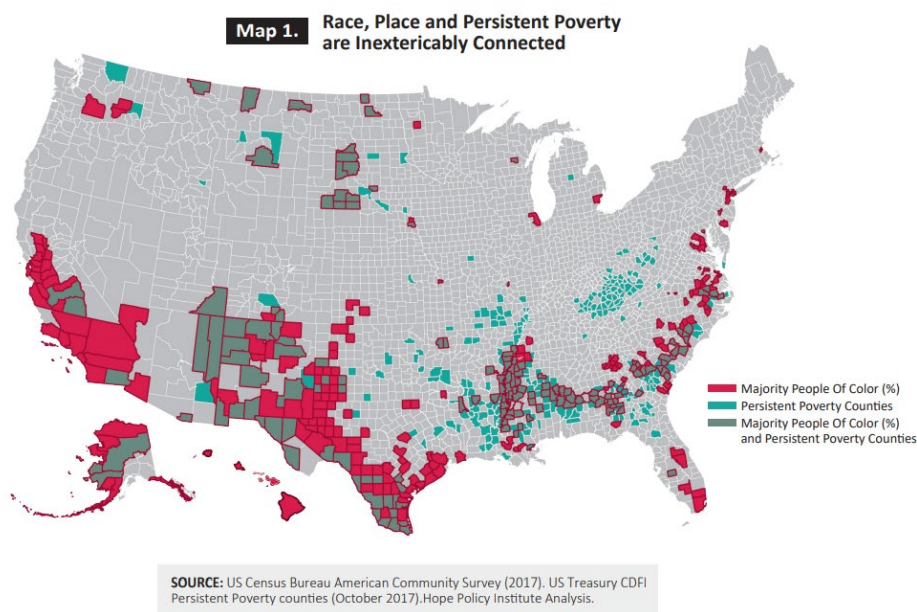 Map 1.
Race, Place and Persistent Poverty
are Inextericably Connected
Majority People Of Color (%)
Persistent Poverty Counties
Majority People Of Color (%)
and Persistent Poverty Counties
SOURCE: US Census Bureau American Community Survey (2017). US Treasury CDFI
Persistent Poverty counties (October 2017).Hope Policy Institute Analysis.